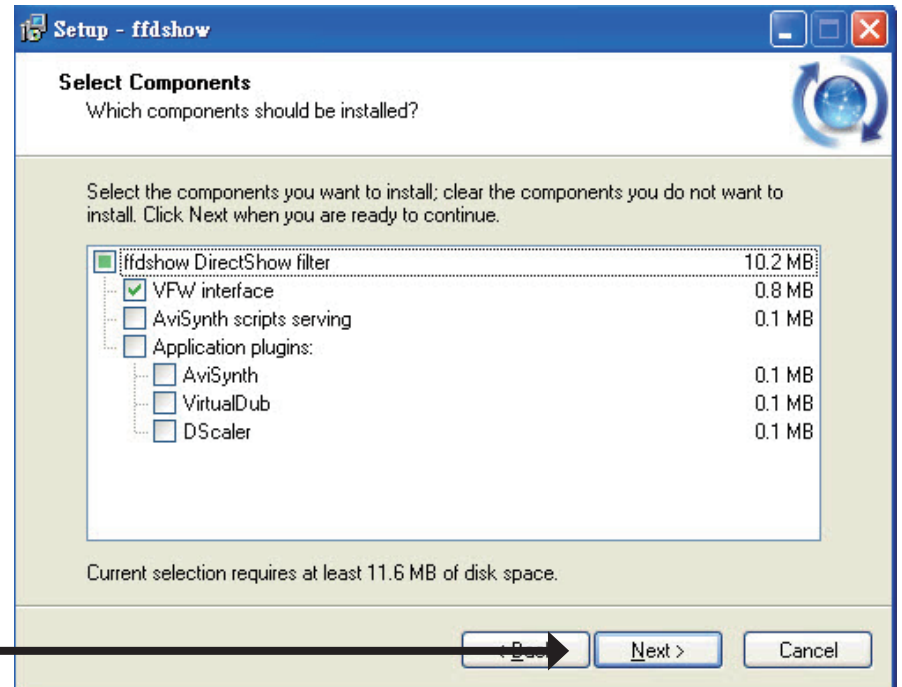 Setup - ffdshow
Select Components
Which components should be installed?
Select the components you want to install; clear the components you do not want to
install. Click Next when you are ready to continue.
ffdshow DirectShow filter 10.2 MB
VFW interface 0.8 MB
AviSynth scripts serving 0.1 MB
Application plugins:
AviSynth 0.1 MB
VirtualDub 0.1 MB
DScaler 0.1 MB
Current selection requires at least 11.6 MB of disk space.
Next > Cancel